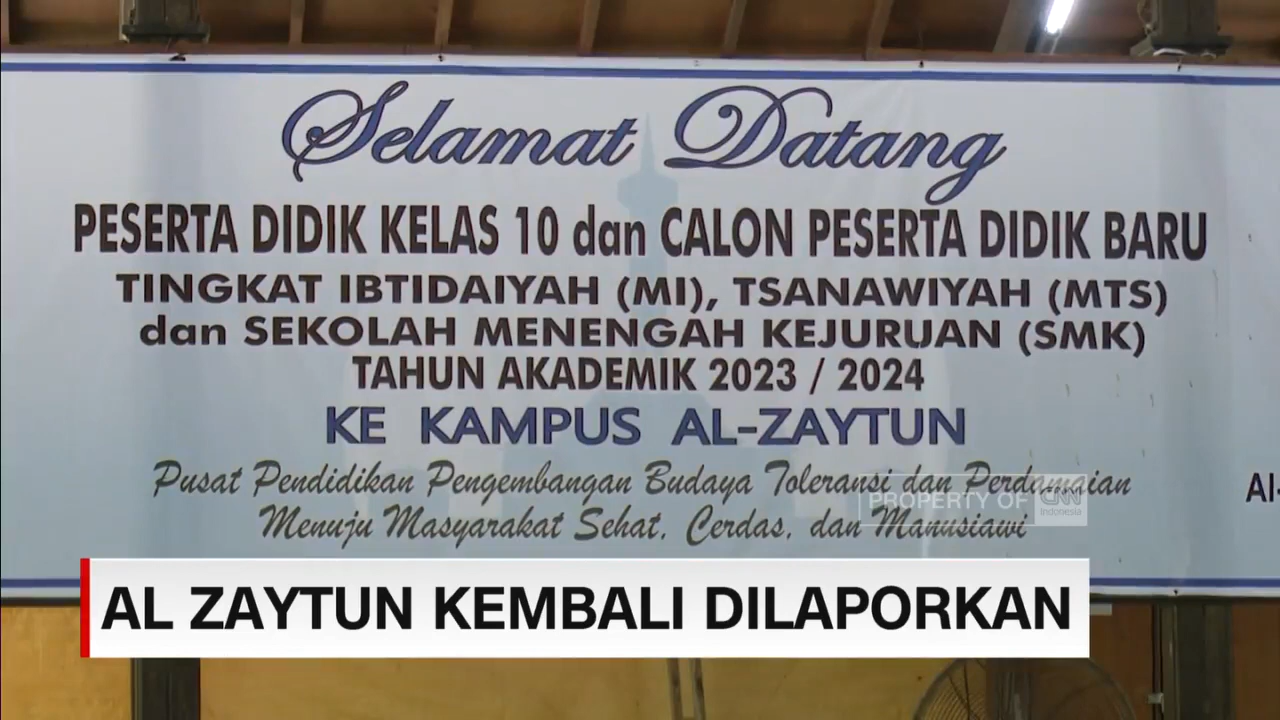 Selamat Datang
PESERTA DIDIK KELAS 10 dan CALON PESERTA DIDIK BARU
TINGKAT IBTIDAIYAH (MI), TSANAWIYAH (MTS)
dan SEKOLAH MENENGAH KEJURUAN (SMK)
TAHUN AKADEMIK 2023 / 2024
KE KAMPUS AL-ZAYTUN
Pusat Pendidikan Pengembangan Budaya Toleransi dan Perdamaian
Menuju Masyarakat Sehat, Cerdas, dan Manusiawi
Al-
PROPERTY OF CNN Indonesia
AL ZAYTUN KEMBALI DILAPORKAN